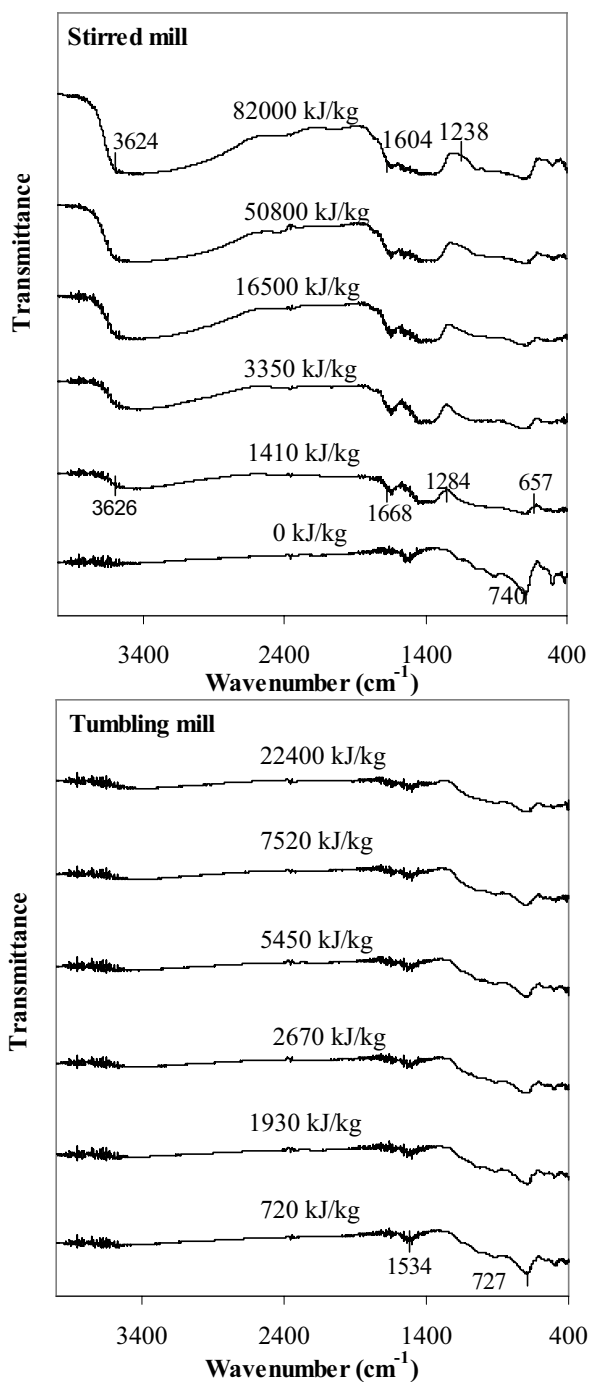 Stirred mill
82000 kJ/kg
3624
1604
1238
50800 kJ/kg
16500 kJ/kg
3350 kJ/kg
1410 kJ/kg
3626
1668
1284
657
0 kJ/kg
740
Transmittance
3400
2400
1400
400
Wavenumber (cm⁻¹)
Tumbling mill
22400 kJ/kg
7520 kJ/kg
5450 kJ/kg
2670 kJ/kg
1930 kJ/kg
720 kJ/kg
1534
727
Transmittance
3400
2400
1400
400
Wavenumber (cm⁻¹)